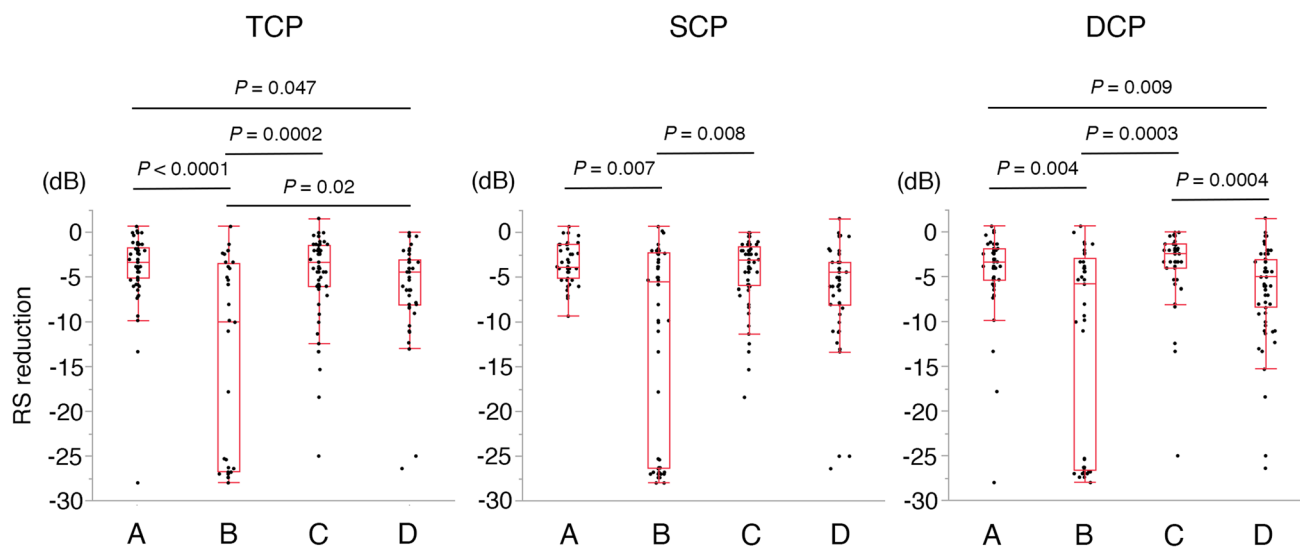 TCP
SCP
DCP
P = 0.047
P = 0.009
P = 0.0002
P = 0.008
P = 0.0003
P < 0.0001
P = 0.007
P = 0.004
P = 0.02
P = 0.0004
(dB)
(dB)
(dB)
RS reduction
0
-5
-10
-15
-20
-25
-30
0
-5
-10
-15
-20
-25
-30
0
-5
-10
-15
-20
-25
-30
A B C D
A B C D
A B C D